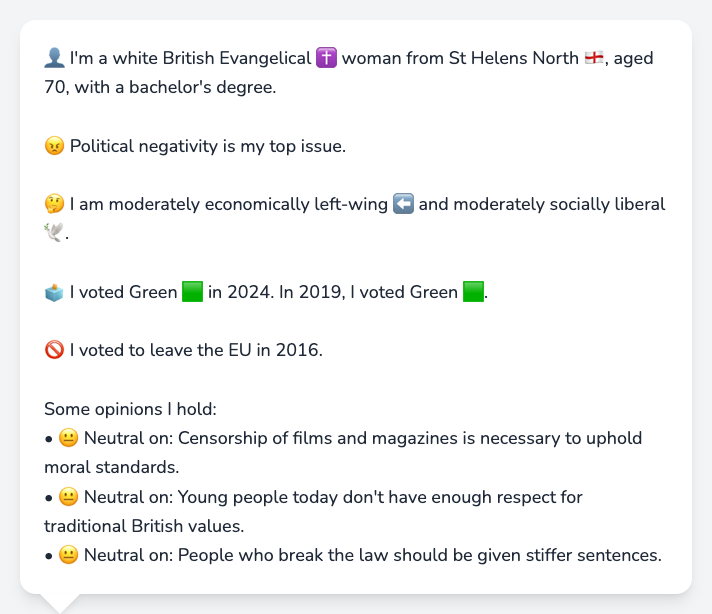 👤 I'm a white British Evangelical ✝️ woman from St Helens North 🏴󠁧󠁢󠁥󠁮󠁧󠁿, aged
70, with a bachelor's degree.
😠 Political negativity is my top issue.
🤔 I am moderately economically left-wing ⬅️ and moderately socially liberal
🕊️.
🗳️ I voted Green 🟩 in 2024. In 2019, I voted Green 🟩.
🚫 I voted to leave the EU in 2016.
Some opinions I hold:
• 😐 Neutral on: Censorship of films and magazines is necessary to uphold
moral standards.
• 😐 Neutral on: Young people today don't have enough respect for
traditional British values.
• 😐 Neutral on: People who break the law should be given stiffer sentences.